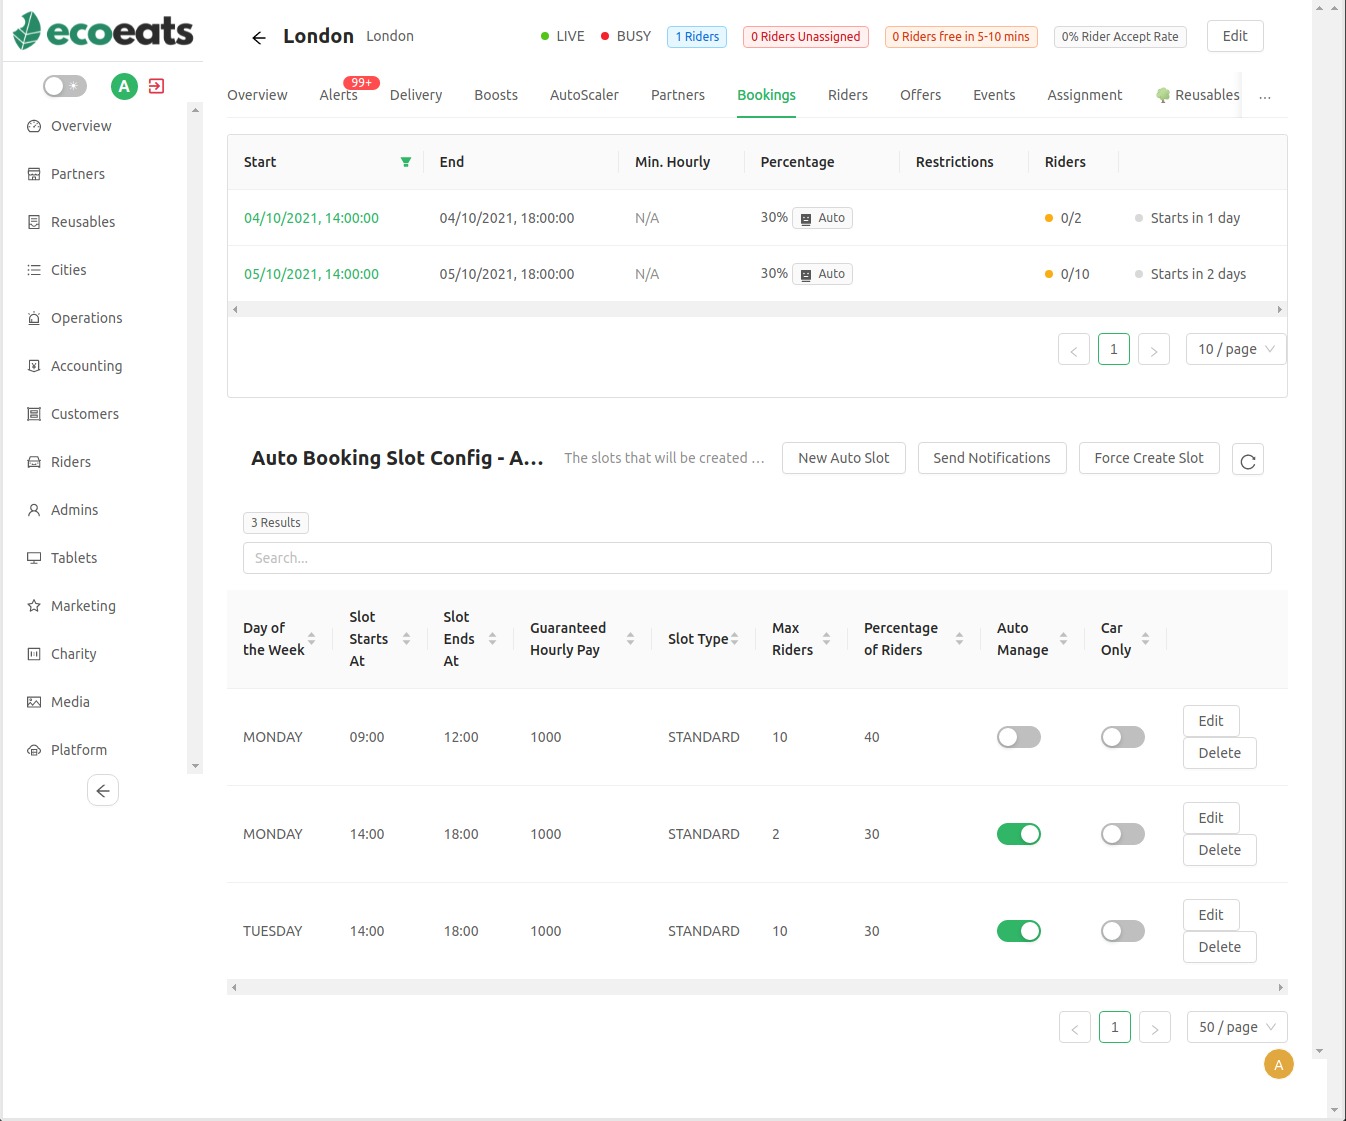 ecoeats
London London LIVE BUSY 1 Riders 0 Riders Unassigned 0 Riders free in 5-10 mins 0% Rider Accept Rate Edit
A
Overview
Partners
Reusables
Cities
Operations
Accounting
Customers
Riders
Admins
Tablets
Marketing
Charity
Media
Platform
Overview Alerts 99+ Delivery Boosts AutoScaler Partners Bookings Riders Offers Events Assignment Reusables ...
Start End Min. Hourly Percentage Restrictions Riders
04/10/2021, 14:00:00 04/10/2021, 18:00:00 N/A 30% Auto 0/2 Starts in 1 day
05/10/2021, 14:00:00 05/10/2021, 18:00:00 N/A 30% Auto 0/10 Starts in 2 days
< 1 > 10 / page
Auto Booking Slot Config - A... The slots that will be created ... New Auto Slot Send Notifications Force Create Slot
3 Results
Search...
Day of the Week Slot Starts At Slot Ends At Guaranteed Hourly Pay Slot Type Max Riders Percentage of Riders Auto Manage Car Only
MONDAY 09:00 12:00 1000 STANDARD 10 40 Edit Delete
MONDAY 14:00 18:00 1000 STANDARD 2 30 Edit Delete
TUESDAY 14:00 18:00 1000 STANDARD 10 30 Edit Delete
< 1 > 50 / page
A